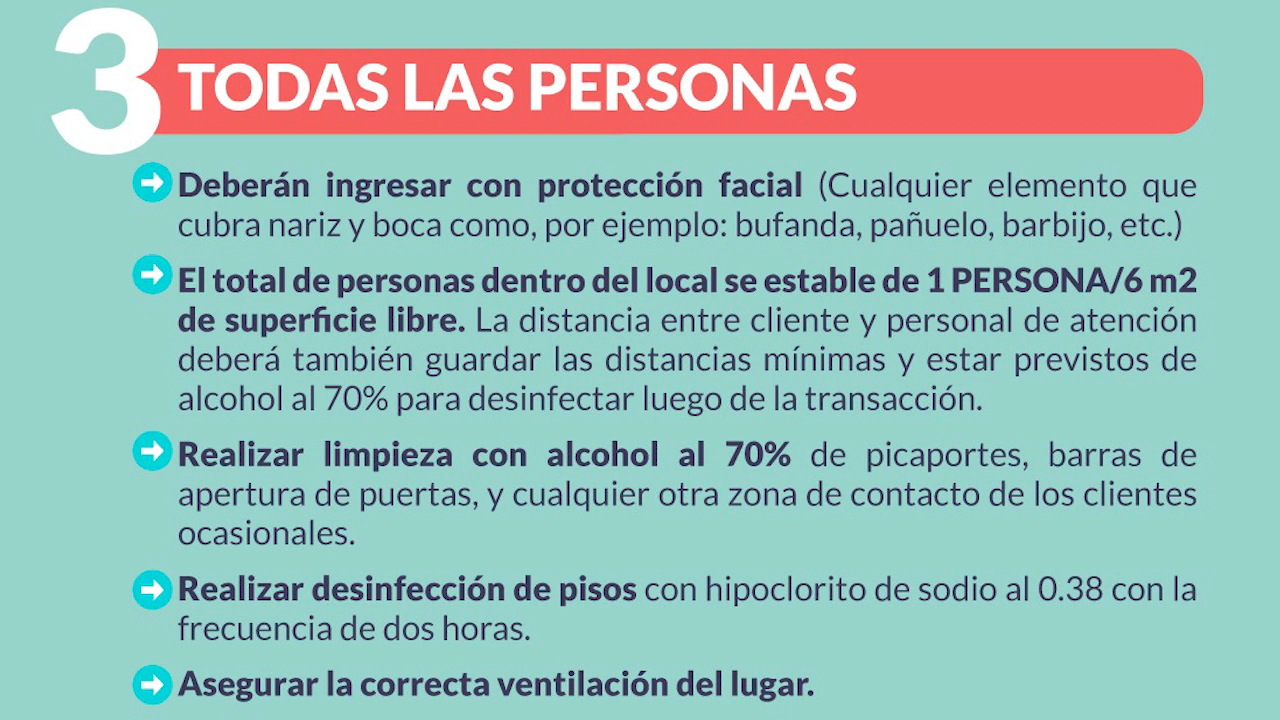 3 TODAS LAS PERSONAS
Deberán ingresar con protección facial (Cualquier elemento que
cubra nariz y boca como, por ejemplo: bufanda, pañuelo, barbijo, etc.)
El total de personas dentro del local se estable de 1 PERSONA/6 m2
de superficie libre. La distancia entre cliente y personal de atención
deberá también guardar las distancias mínimas y estar previstos de
alcohol al 70% para desinfectar luego de la transacción.
Realizar limpieza con alcohol al 70% de picaportes, barras de
apertura de puertas, y cualquier otra zona de contacto de los clientes
ocasionales.
Realizar desinfección de pisos con hipoclorito de sodio al 0.38 con la
frecuencia de dos horas.
Asegurar la correcta ventilación del lugar.